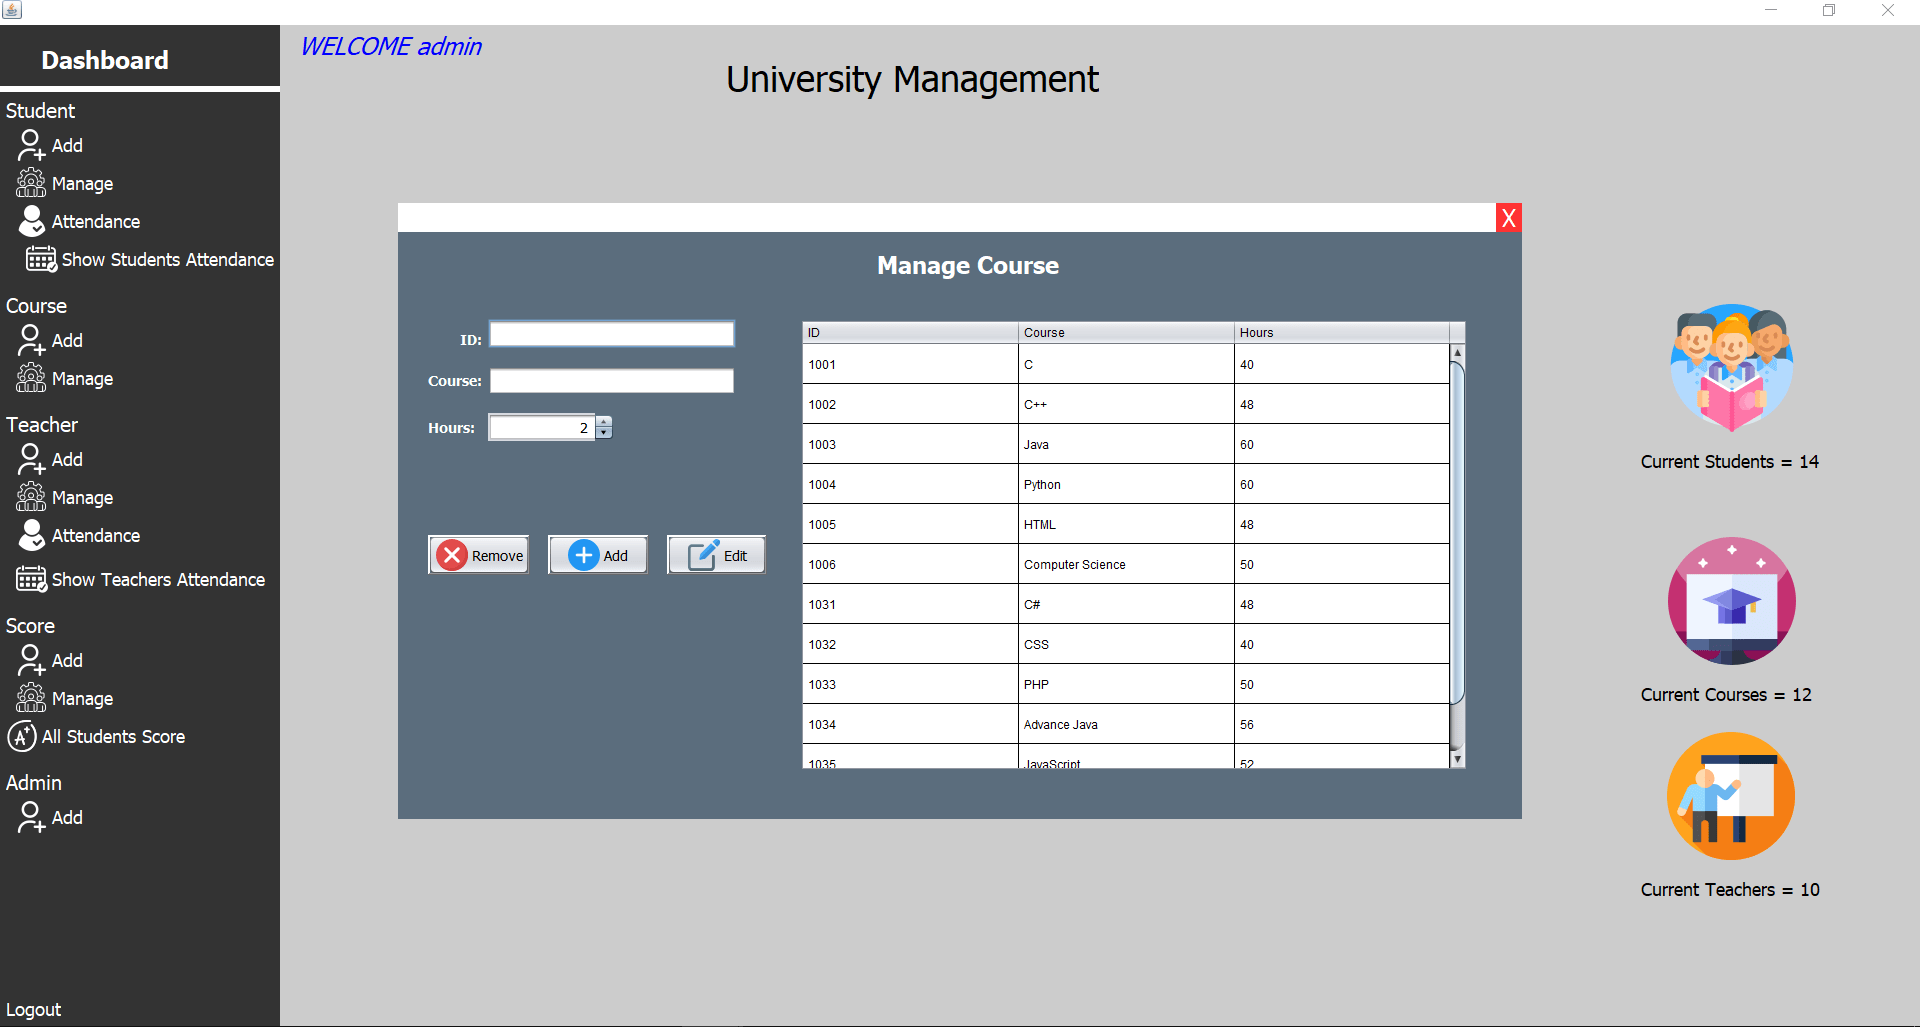 Dashboard
Student
Add
Manage
Attendance
Show Students Attendance
Course
Add
Manage
Teacher
Add
Manage
Attendance
Show Teachers Attendance
Score
Add
Manage
A+ All Students Score
Admin
Add
Logout
WELCOME admin
University Management
X
Manage Course
ID:
Course:
Hours: 2
Remove Add Edit
ID Course Hours
1001 C 40
1002 C++ 48
1003 Java 60
1004 Python 60
1005 HTML 48
1006 Computer Science 50
1031 C# 48
1032 CSS 40
1033 PHP 50
1034 Advance Java 56
1035 JavaScript 52
Current Students = 14
Current Courses = 12
Current Teachers = 10